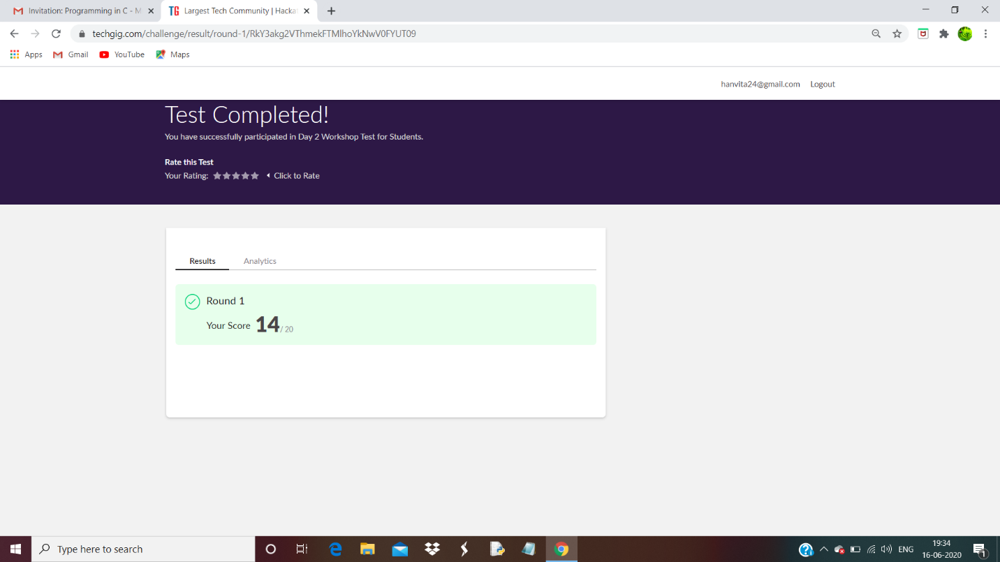 Invitation: Programming in C - M
TG Largest Tech Community | Hacka
techgig.com/challenge/result/round-1/RkY3akg2VThmekFTMlhoYkNwV0FYUT09
Apps Gmail YouTube Maps
hanvita24@gmail.com Logout
Test Completed!
You have successfully participated in Day 2 Workshop Test for Students.
Rate this Test
Your Rating: Click to Rate
Results Analytics
Round 1
Your Score 14 / 20
Type here to search
ENG
19:34
16-06-2020
1